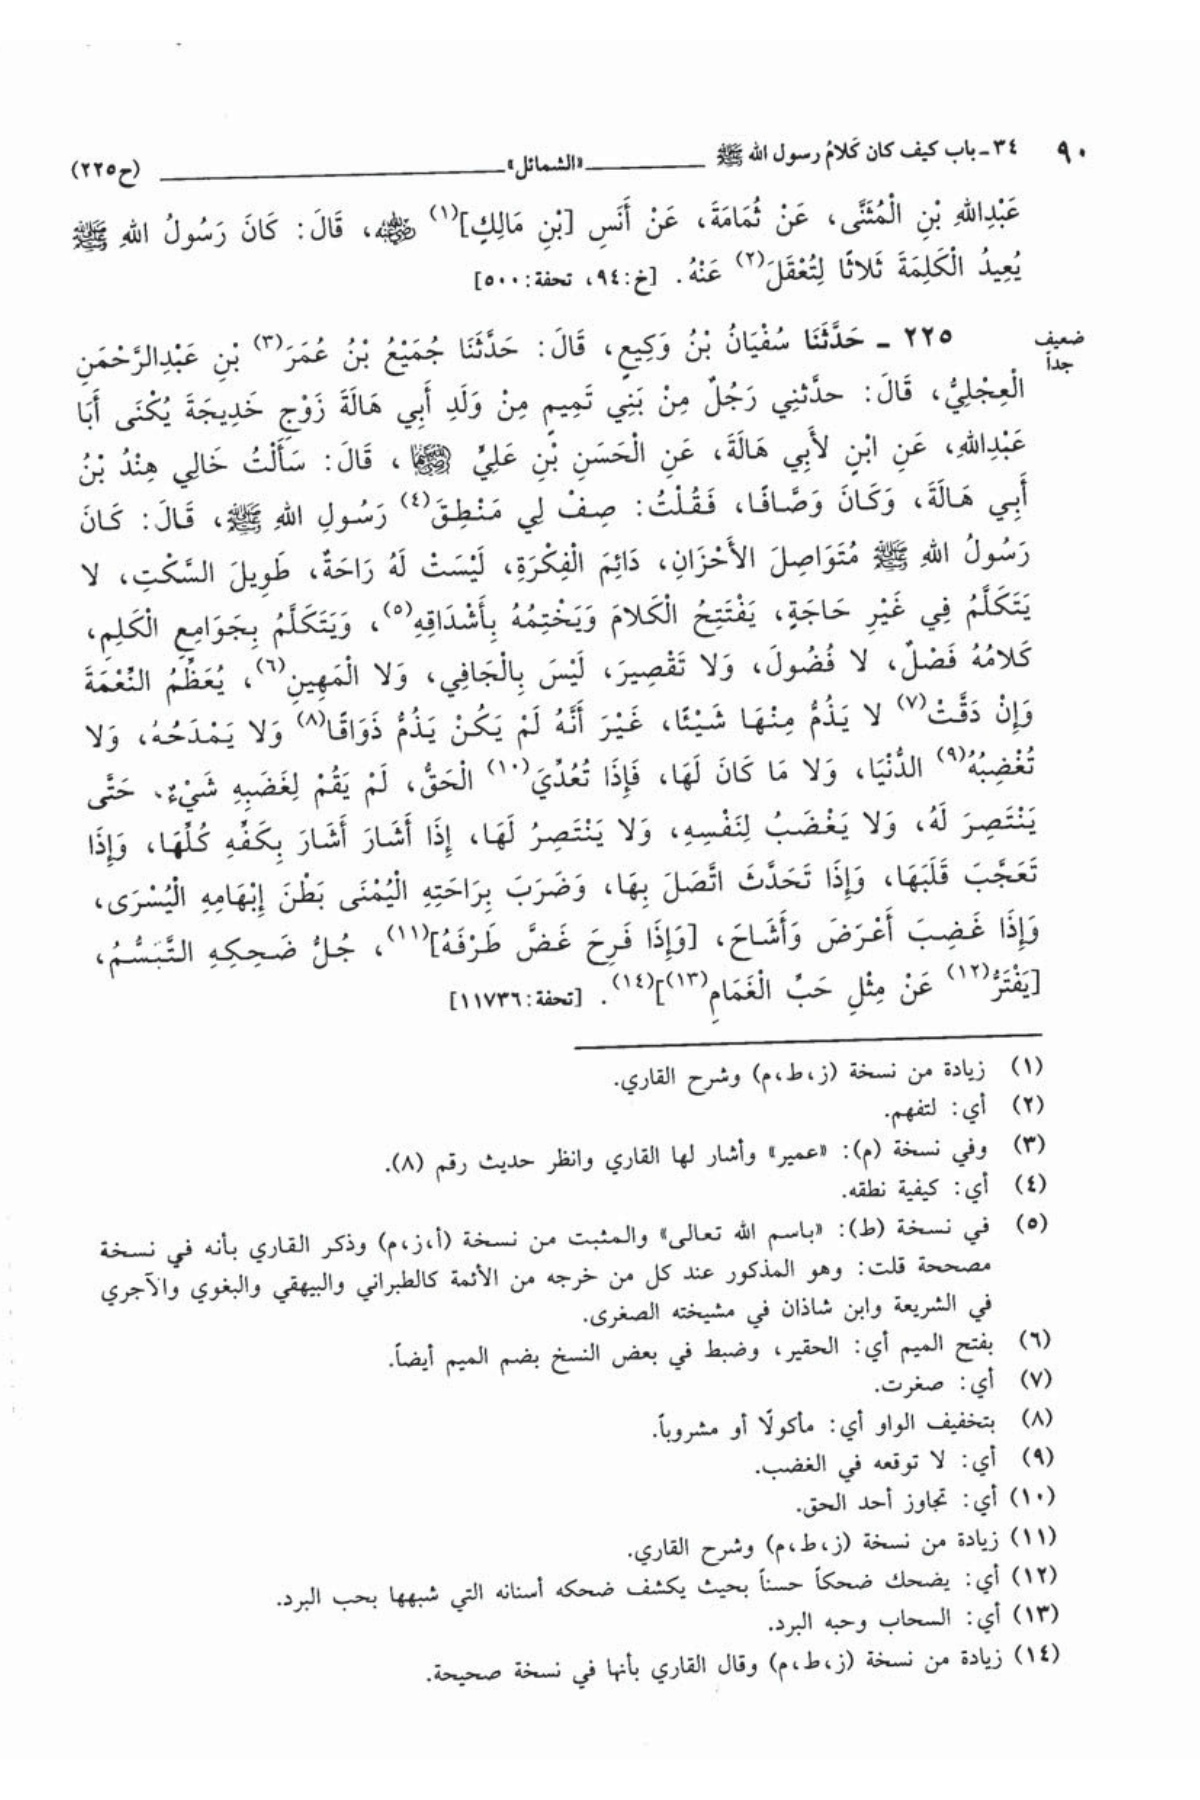 ٩٠ ٣٤ ـ باب كيف كان كَلامُ رسول الله ﷺ «الشمائل» (ح٢٢٥)
عَبْدِاللهِ بْنِ الْمُثَنَّى، عَنْ ثُمَامَةَ، عَنْ أَنَسِ [بْنِ مَالِكٍ](١) رضي الله عنه، قَالَ: كَانَ رَسُولُ اللهِ ﷺ
يُعِيدُ الْكَلِمَةَ ثَلاثًا لِتُعْقَلَ(٢) عَنْهُ. [خ:٩٤، تحفة:٥٠٠]
ضعيف جداً
٢٢٥ ـ حَدَّثَنَا سُفْيَانُ بْنُ وَكِيعٍ، قَالَ: حَدَّثَنَا جُمَيْعُ بْنُ عُمَرَ(٣) بْنِ عَبْدِالرَّحْمَنِ
الْعِجْلِيُّ، قَالَ: حدَّثنِي رَجُلٌ مِنْ بَنِي تَمِيمٍ مِنْ وَلَدِ أَبِي هَالَةَ زَوْجِ خَدِيجَةَ يُكْنَى أَبَا
عَبْدِاللهِ، عَنِ ابْنٍ لأَبِي هَالَةَ، عَنِ الْحَسَنِ بْنِ عَلِيٍّ رضي الله عنهما، قَالَ: سَأَلْتُ خَالِي هِنْدُ بْنُ
أَبِي هَالَةَ، وَكَانَ وَصَّافًا، فَقُلْتُ: صِفْ لِي مَنْطِقَ(٤) رَسُولِ اللهِ ﷺ، قَالَ: كَانَ
رَسُولُ اللهِ ﷺ مُتَوَاصِلَ الأَحْزَانِ، دَائِمَ الْفِكْرَةِ، لَيْسَتْ لَهُ رَاحَةٌ، طَوِيلَ السَّكْتِ، لا
يَتَكَلَّمُ فِي غَيْرِ حَاجَةٍ، يَفْتَتِحُ الْكَلامَ وَيَخْتِمُهُ بِأَشْدَاقِهِ(٥)، وَيَتَكَلَّمُ بِجَوَامِعِ الْكَلِمِ،
كَلامُهُ فَصْلٌ، لا فُضُولَ، وَلا تَقْصِيرَ، لَيْسَ بِالْجَافِي، وَلا الْمَهِينِ(٦)، يُعَظِّمُ النِّعْمَةَ
وَإِنْ دَقَّتْ(٧) لا يَذُمُّ مِنْهَا شَيْئًا، غَيْرَ أَنَّهُ لَمْ يَكُنْ يَذُمُّ ذَوَاقًا(٨) وَلا يَمْدَحُهُ، وَلا
تُغْضِبُهُ(٩) الدُّنْيَا، وَلا مَا كَانَ لَهَا، فَإِذَا تُعُدِّيَ(١٠) الْحَقُّ، لَمْ يَقُمْ لِغَضَبِهِ شَيْءٌ، حَتَّى
يَنْتَصِرَ لَهُ، وَلا يَغْضَبُ لِنَفْسِهِ، وَلا يَنْتَصِرُ لَهَا، إِذَا أَشَارَ أَشَارَ بِكَفِّهِ كُلِّهَا، وَإِذَا
تَعَجَّبَ قَلَبَهَا، وَإِذَا تَحَدَّثَ اتَّصَلَ بِهَا، وَضَرَبَ بِرَاحَتِهِ الْيُمْنَى بَطْنَ إِبْهَامِهِ الْيُسْرَى،
وَإِذَا غَضِبَ أَعْرَضَ وَأَشَاحَ، [وَإِذَا فَرِحَ غَضَّ طَرْفَهُ](١١)، جُلُّ ضَحِكِهِ التَّبَسُّمُ،
[يَفْتَرُّ(١٢) عَنْ مِثْلِ حَبِّ الْغَمَامِ(١٣)](١٤). [تحفة:١١٧٣٦]
(١) زيادة من نسخة (ز،ط،م) وشرح القاري.
(٢) أي: لتفهم.
(٣) وفي نسخة (م): «عمير» وأشار لها القاري وانظر حديث رقم (٨).
(٤) أي: كيفية نطقه.
(٥) في نسخة (ط): «باسم الله تعالى» والمثبت من نسخة (أ،ز،م) وذكر القاري بأنه في نسخة
مصححة قلت: وهو المذكور عند كل من خرجه من الأئمة كالطبراني والبيهقي والبغوي والآجري
في الشريعة وابن شاذان في مشيخته الصغرى.
(٦) بفتح الميم أي: الحقير، وضبط في بعض النسخ بضم الميم أيضاً.
(٧) أي: صغرت.
(٨) بتخفيف الواو أي: مأكولًا أو مشروباً.
(٩) أي: لا توقعه في الغضب.
(١٠) أي: تجاوز أحد الحق.
(١١) زيادة من نسخة (ز،ط،م) وشرح القاري.
(١٢) أي: يضحك ضحكاً حسناً بحيث يكشف ضحكه أسنانه التي شبهها بحب البرد.
(١٣) أي: السحاب وحبه البرد.
(١٤) زيادة من نسخة (ز،ط،م) وقال القاري بأنها في نسخة صحيحة.